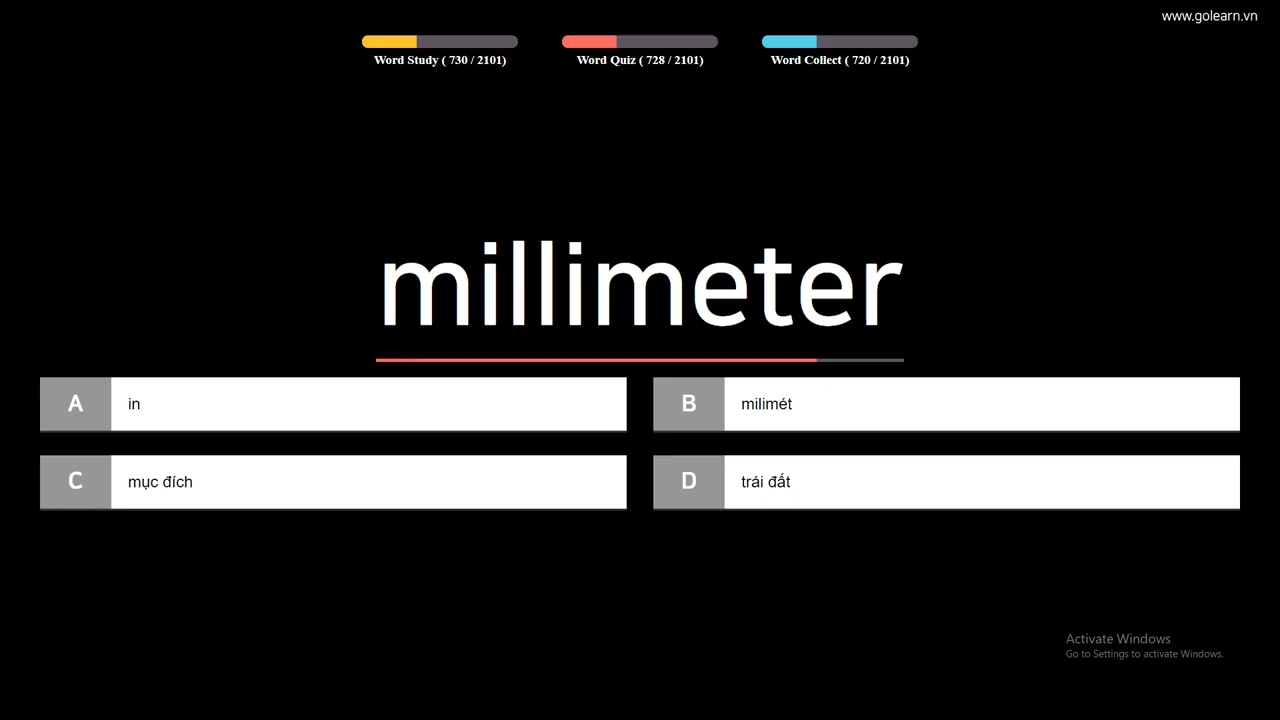 www.golearn.vn
Word Study ( 730 / 2101)
Word Quiz ( 728 / 2101)
Word Collect ( 720 / 2101)
millimeter
A in
B milimét
C mục đích
D trái đất
Activate Windows
Go to Settings to activate Windows.